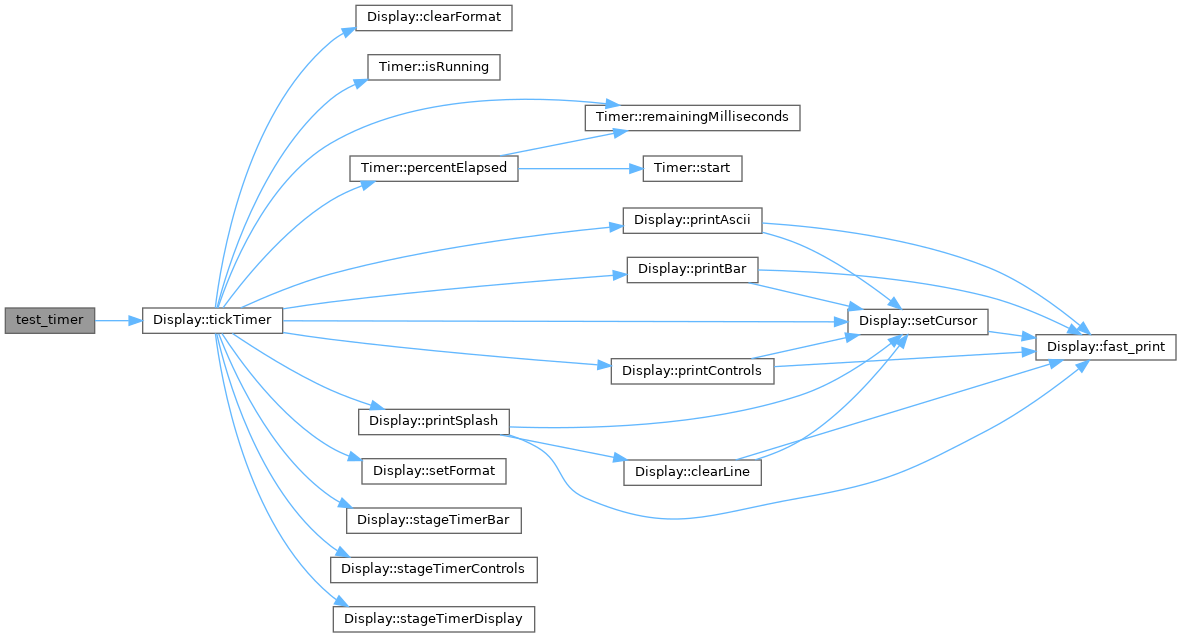 Display::clearFormat
Timer::isRunning
Timer::remainingMilliseconds
Timer::percentElapsed
Timer::start
Display::printAscii
Display::printBar
test_timer
Display::tickTimer
Display::setCursor
Display::fast_print
Display::printControls
Display::printSplash
Display::setFormat
Display::clearLine
Display::stageTimerBar
Display::stageTimerControls
Display::stageTimerDisplay